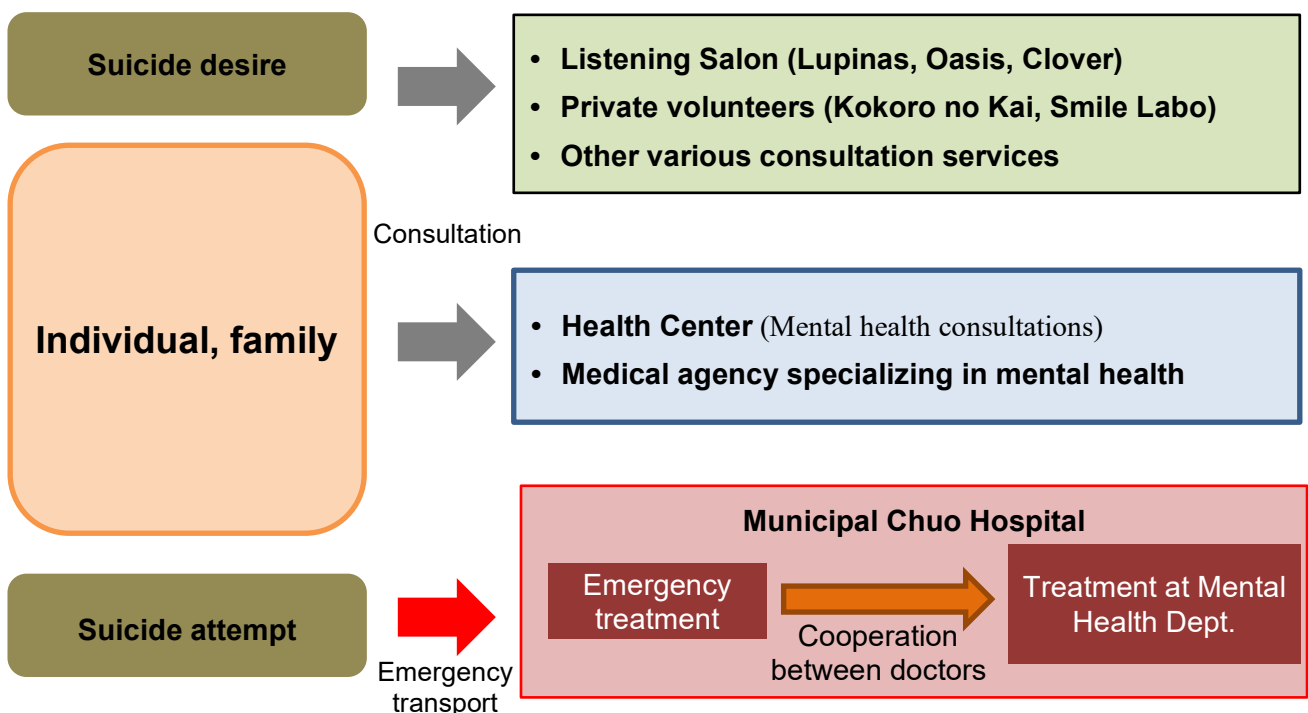 Suicide desire
• Listening Salon (Lupinas, Oasis, Clover)
• Private volunteers (Kokoro no Kai, Smile Labo)
• Other various consultation services
Consultation
Individual, family
• Health Center (Mental health consultations)
• Medical agency specializing in mental health
Suicide attempt
Emergency
transport
Municipal Chuo Hospital
Emergency
treatment
Cooperation
between doctors
Treatment at Mental
Health Dept.